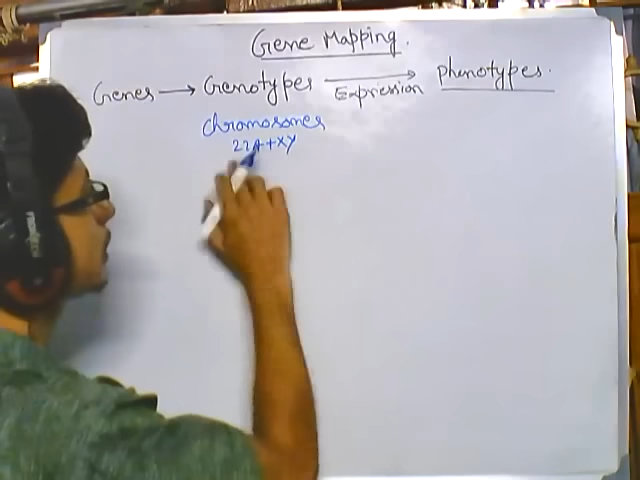 Gene Mapping.
Genes → Genotypes → phenotypes.
Expression
Chromosomes
22A+XY